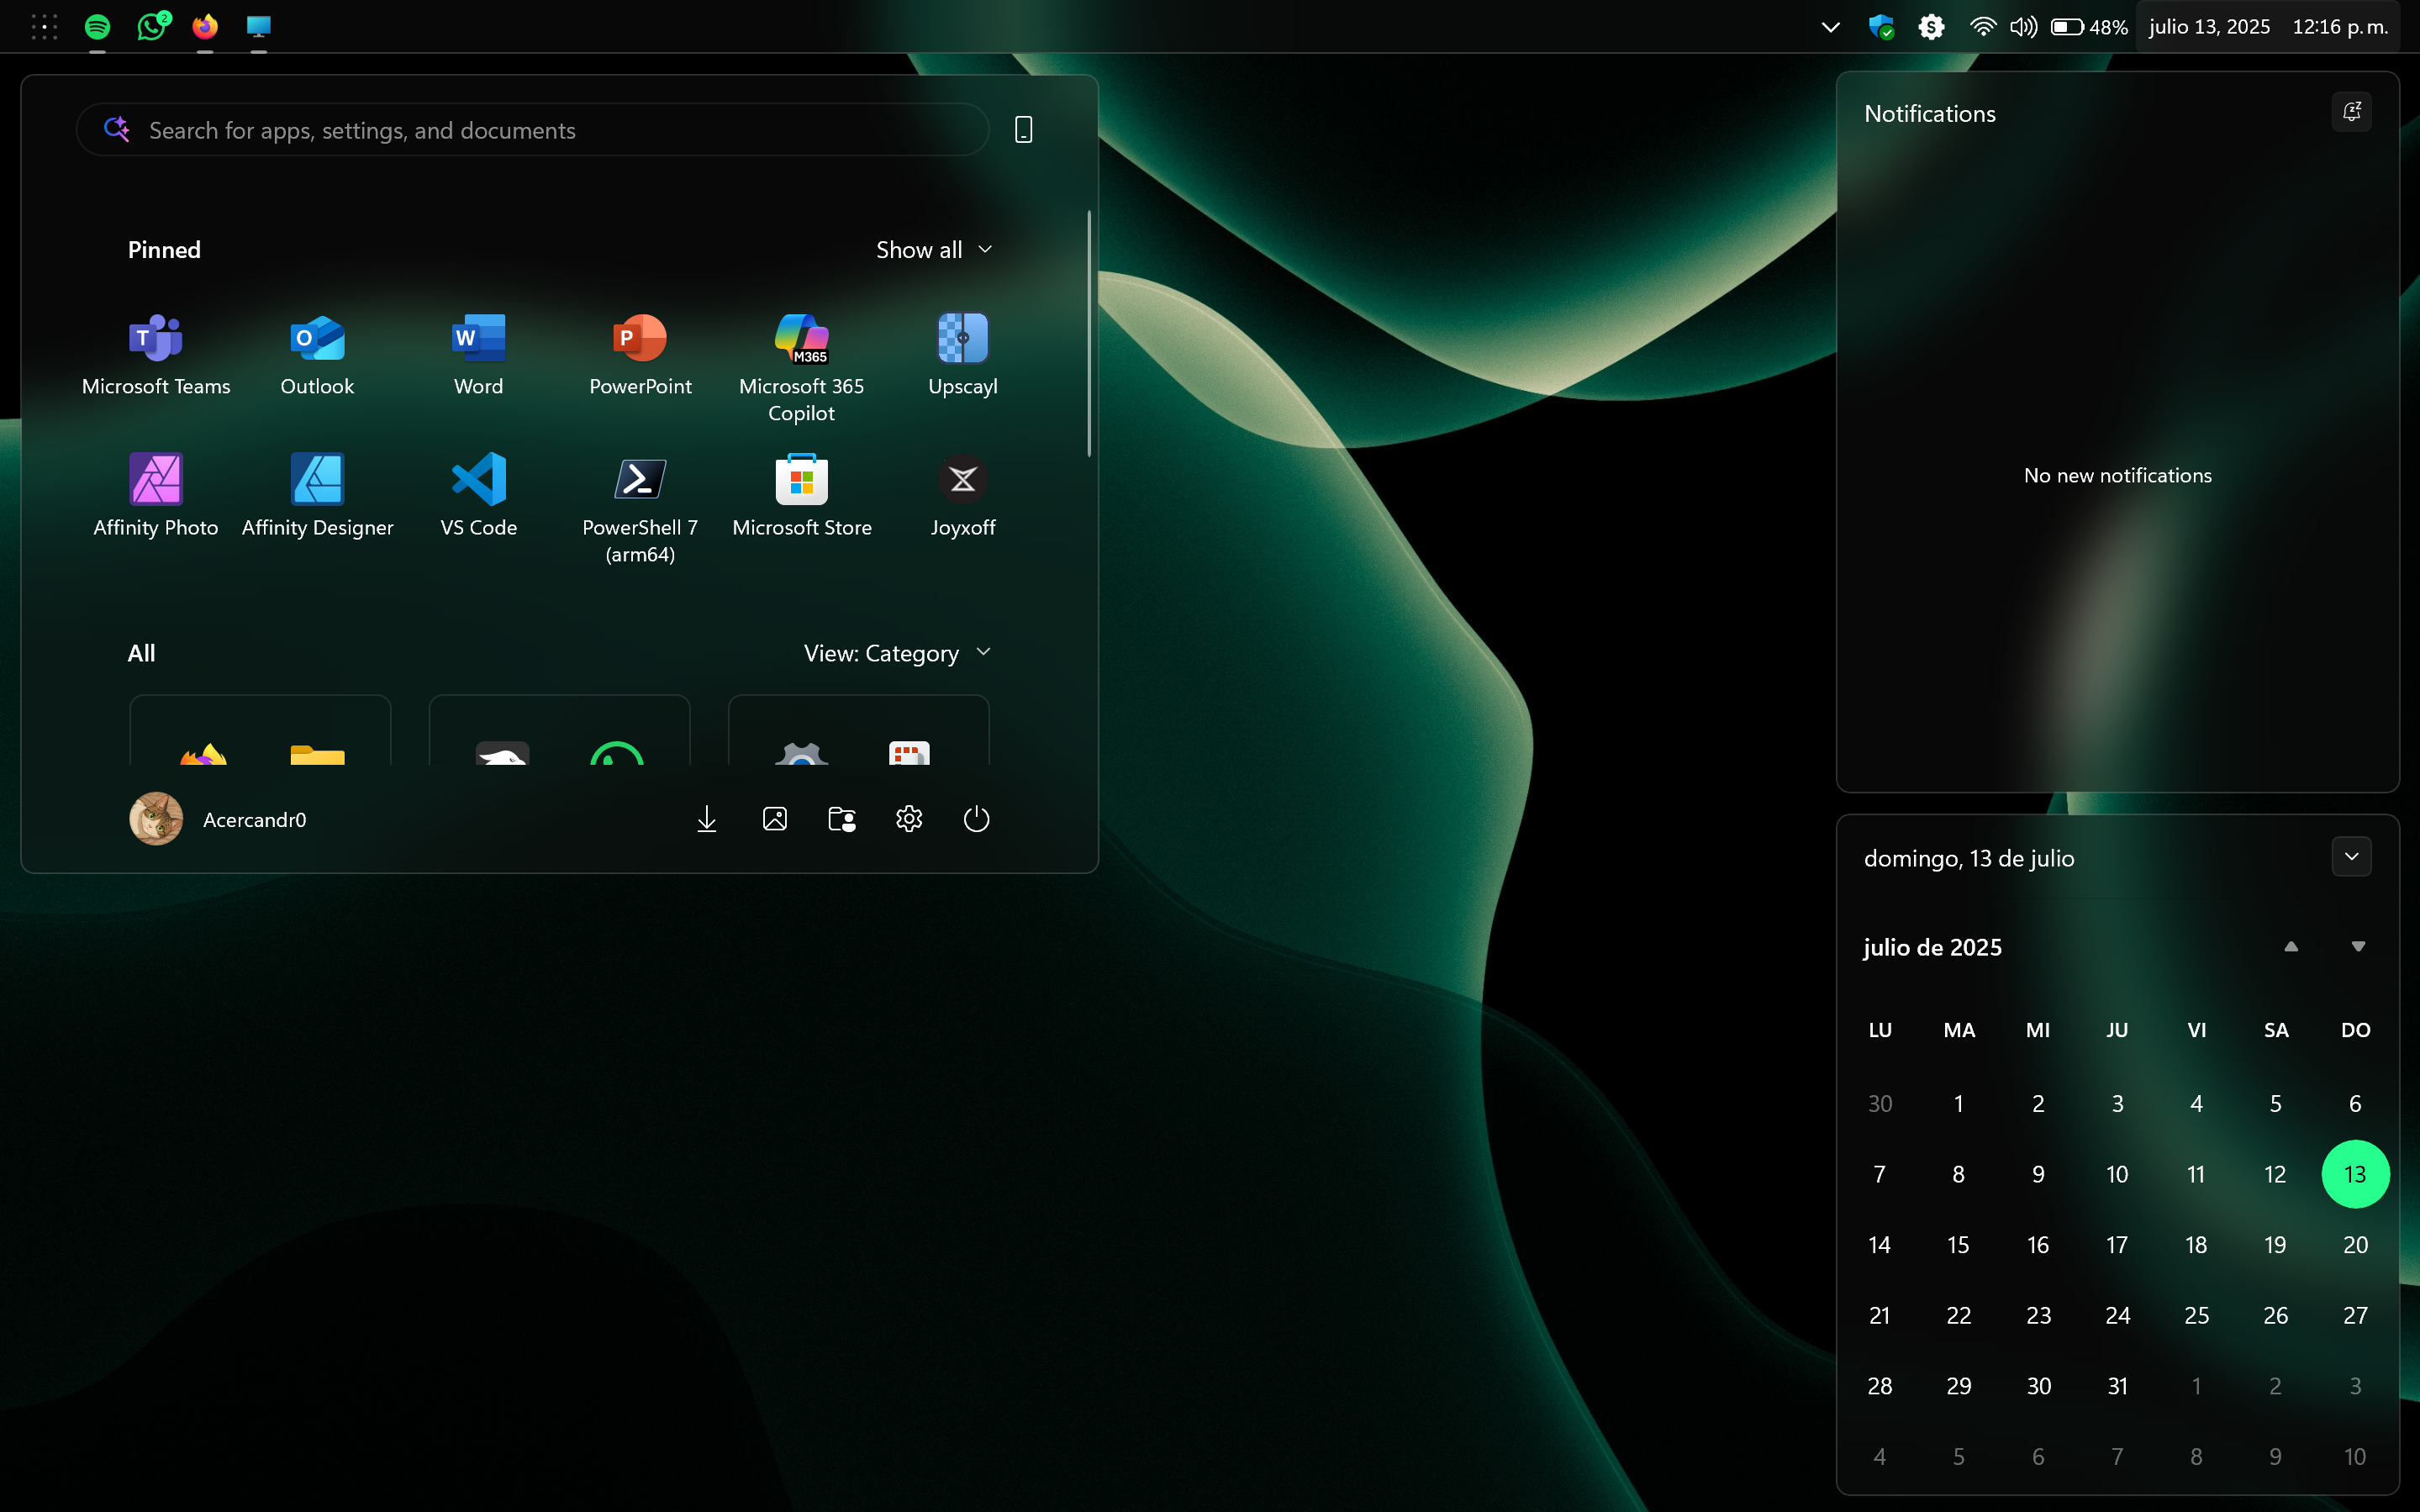 2
48%
julio 13, 2025
12:16 p. m.
Search for apps, settings, and documents
Pinned
Show all
T
O
W
P
M365
Microsoft Teams
Outlook
Word
PowerPoint
Microsoft 365
Copilot
Upscayl
Affinity Photo
Affinity Designer
VS Code
PowerShell 7
(arm64)
Microsoft Store
Joyxoff
All
View: Category
Acercandr0
Notifications
No new notifications
domingo, 13 de julio
julio de 2025
LU MA MI JU VI SA DO
30 1 2 3 4 5 6
7 8 9 10 11 12 13
14 15 16 17 18 19 20
21 22 23 24 25 26 27
28 29 30 31 1 2 3
4 5 6 7 8 9 10